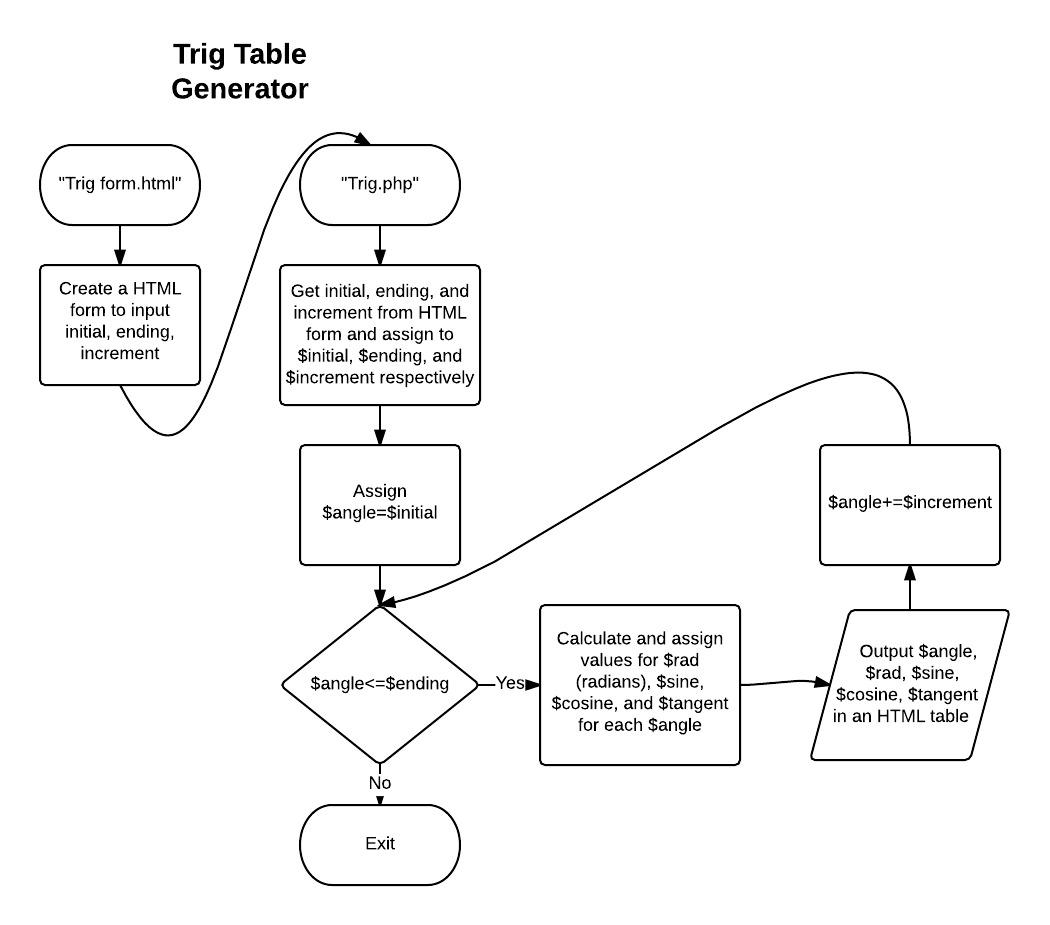 Trig Table
Generator
"Trig form.html"
Create a HTML
form to input
initial, ending,
increment
"Trig.php"
Get initial, ending, and
increment from HTML
form and assign to
$initial, $ending, and
$increment respectively
Assign
$angle=$initial
$angle<=$ending
Yes
Calculate and assign
values for $rad
(radians), $sine,
$cosine, and $tangent
for each $angle
Output $angle,
$rad, $sine,
$cosine, $tangent
in an HTML table
$angle+=$increment
No
Exit